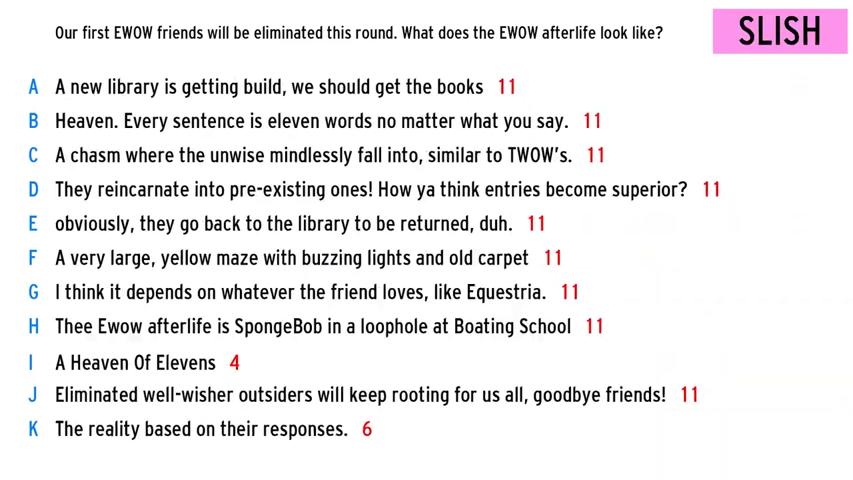 Our first EWOW friends will be eliminated this round. What does the EWOW afterlife look like?
SLISH
A A new library is getting build, we should get the books 11
B Heaven. Every sentence is eleven words no matter what you say. 11
C A chasm where the unwise mindlessly fall into, similar to TWOW's. 11
D They reincarnate into pre-existing ones! How ya think entries become superior? 11
E obviously, they go back to the library to be returned, duh. 11
F A very large, yellow maze with buzzing lights and old carpet 11
G I think it depends on whatever the friend loves, like Equestria. 11
H Thee Ewow afterlife is SpongeBob in a loophole at Boating School 11
I A Heaven Of Elevens 4
J Eliminated well-wisher outsiders will keep rooting for us all, goodbye friends! 11
K The reality based on their responses. 6